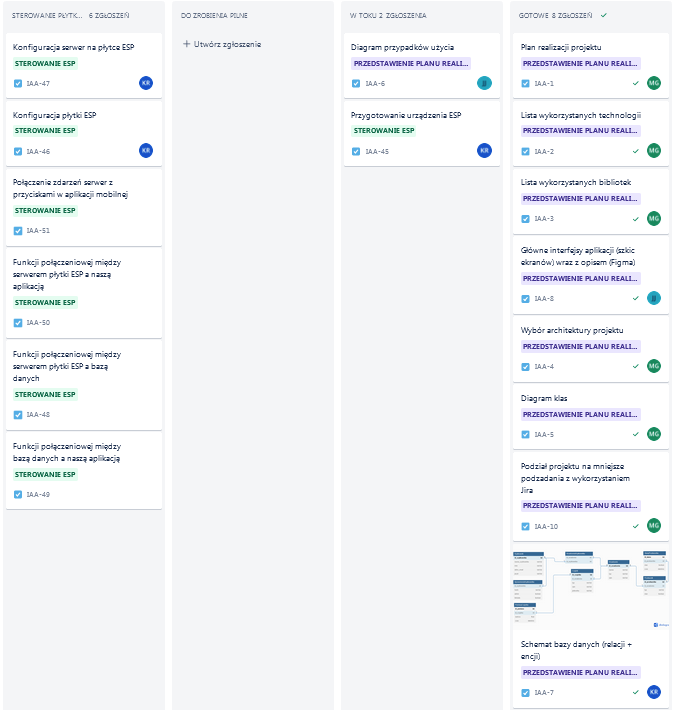 STEROWANIE PŁYTK... 6 ZGŁOSZEŃ
Konfiguracja serwer na płytce ESP
STEROWANIE ESP
IAA-47
KR
Konfiguracja płytki ESP
STEROWANIE ESP
IAA-46
KR
Połączenie zdarzeń serwer z
przyciskami w aplikacji mobilnej
STEROWANIE ESP
IAA-51
Funkcji połączeniowej między
serwerem płytki ESP a naszą
aplikacją
STEROWANIE ESP
IAA-50
Funkcji połączeniowej między
serwerem płytki ESP a bazą
danych
STEROWANIE ESP
IAA-48
Funkcji połączeniowej między
bazą danych a naszą aplikacją
STEROWANIE ESP
IAA-49
DO ZROBIENIA PILNE
+ Utwórz zgłoszenie
W TOKU 2 ZGŁOSZENIA
Diagram przypadków użycia
PRZEDSTAWIENIE PLANU REALI...
IAA-6
Przygotowanie urządzenia ESP
STEROWANIE ESP
IAA-45
KR
GOTOWE 8 ZGŁOSZEŃ
Plan realizacji projektu
PRZEDSTAWIENIE PLANU REALI...
IAA-1
MG
Lista wykorzystanych technologii
PRZEDSTAWIENIE PLANU REALI...
IAA-2
MG
Lista wykorzystanych bibliotek
PRZEDSTAWIENIE PLANU REALI...
IAA-3
MG
Główne interfejsy aplikacji (szkic
ekranów) wraz z opisem (Figma)
PRZEDSTAWIENIE PLANU REALI...
IAA-8
Wybór architektury projektu
PRZEDSTAWIENIE PLANU REALI...
IAA-4
MG
Diagram klas
PRZEDSTAWIENIE PLANU REALI...
IAA-5
MG
Podział projektu na mniejsze
podzadania z wykorzystaniem
Jira
PRZEDSTAWIENIE PLANU REALI...
IAA-10
MG
Schemat bazy danych (relacji +
encji)
PRZEDSTAWIENIE PLANU REALI...
IAA-7
KR